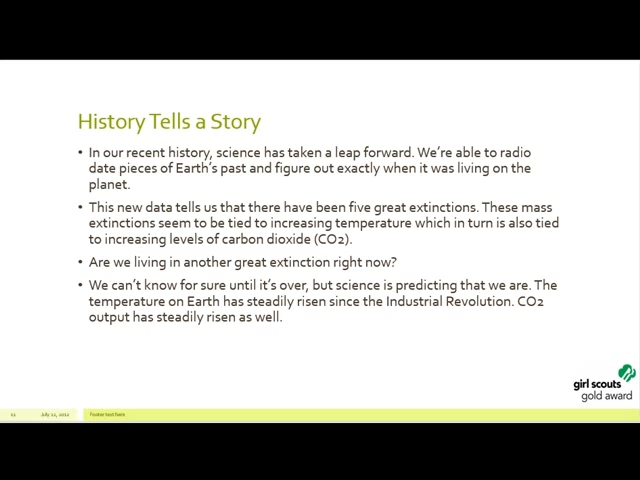 History Tells a Story
• In our recent history, science has taken a leap forward. We're able to radio
date pieces of Earth's past and figure out exactly when it was living on the
planet.
• This new data tells us that there have been five great extinctions. These mass
extinctions seem to be tied to increasing temperature which in turn is also tied
to increasing levels of carbon dioxide (CO2).
• Are we living in another great extinction right now?
• We can't know for sure until it's over, but science is predicting that we are. The
temperature on Earth has steadily risen since the Industrial Revolution. CO2
output has steadily risen as well.
girl scouts
gold award
Footer text here